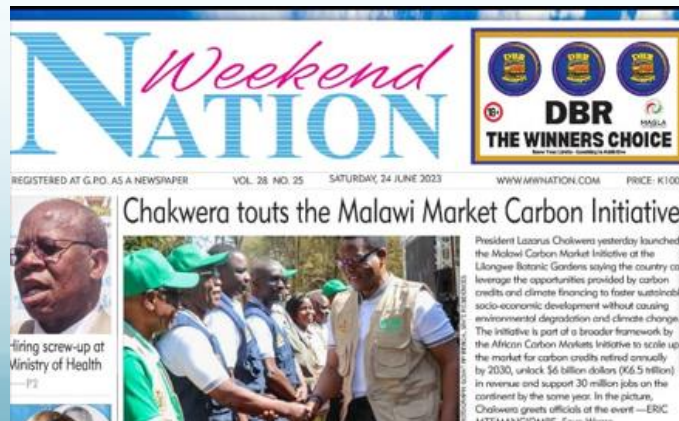 Weekend
NATION
DBR
DBR
DBR
18+
DBR
MAGLA
THE WINNERS CHOICE
REGISTERED AT G.P.O. AS A NEWSPAPER VOL. 28 NO. 25 SATURDAY, 24 JUNE 2023 WWW.MWNATION.COM PRICE: K100
Chakwera touts the Malawi Market Carbon Initiative
Hiring screw-up at
Ministry of Health
—P2
President Lazarus Chakwera yesterday launched
the Malawi Carbon Market Initiative at the
Lilongwe Botanic Gardens saying the country ca
leverage the opportunities provided by carbon
credits and climate financing to foster sustainabl
socio-economic development without causing
environmental degradation and climate change.
The initiative is part of a broader framework by
the African Carbon Markets Initiative to scale up
the market for carbon credits retired annually
by 2030, unlock $6 billion dollars (K6.5 trillion)
in revenue and support 30 million jobs on the
continent by the same year. In the picture,
Chakwera greets officials at the event —ERIC